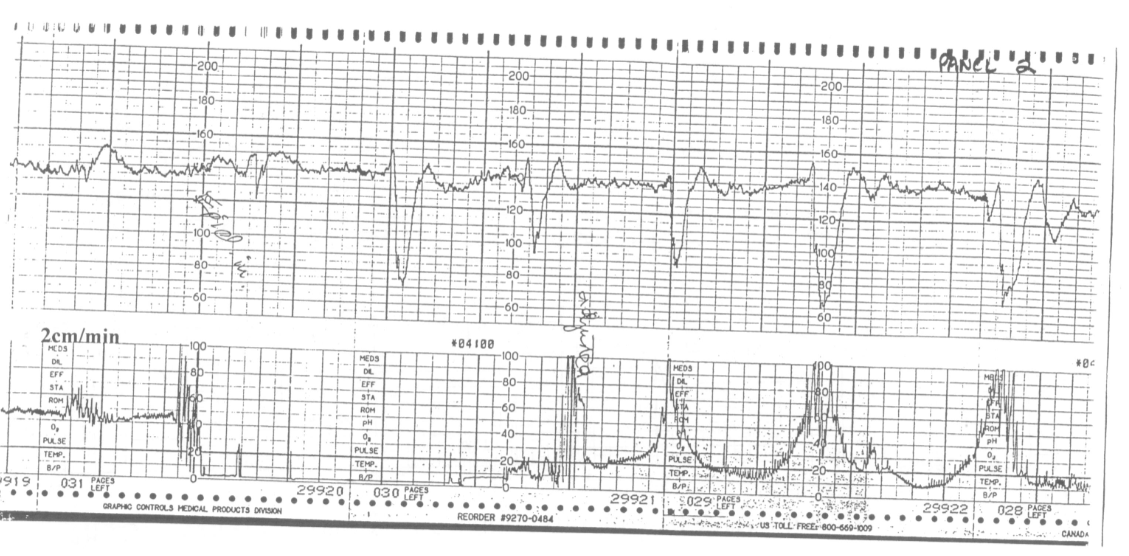 PANEL 2
200
200
200
180
180
180
160
160
160
140
140
120
120
100
100
100
80
80
80
60
60
60
2cm/min
*04100
MEDS
DIL
EFF
STA
ROM
O₂
PULSE
TEMP.
B/P
100
80
60
40
20
0
MEDS
DIL
EFF
STA
ROM
pH
O₂
PULSE
TEMP.
B/P
100
80
60
40
20
0
adjusted
MEDS
DIL
EFF
STA
ROM
O₂
PULSE
TEMP.
B/P
100
80
60
40
20
0
MEDS
STA
ROM
pH
O₂
PULSE
TEMP.
B/P
031 PAGES LEFT
29920
030 PAGES LEFT
29921
029 PAGES LEFT
29922
028 PAGES LEFT
GRAPHIC CONTROLS MEDICAL PRODUCTS DIVISION
REORDER #9270-0484
US TOLL FREE: 800-669-1009
CANADA